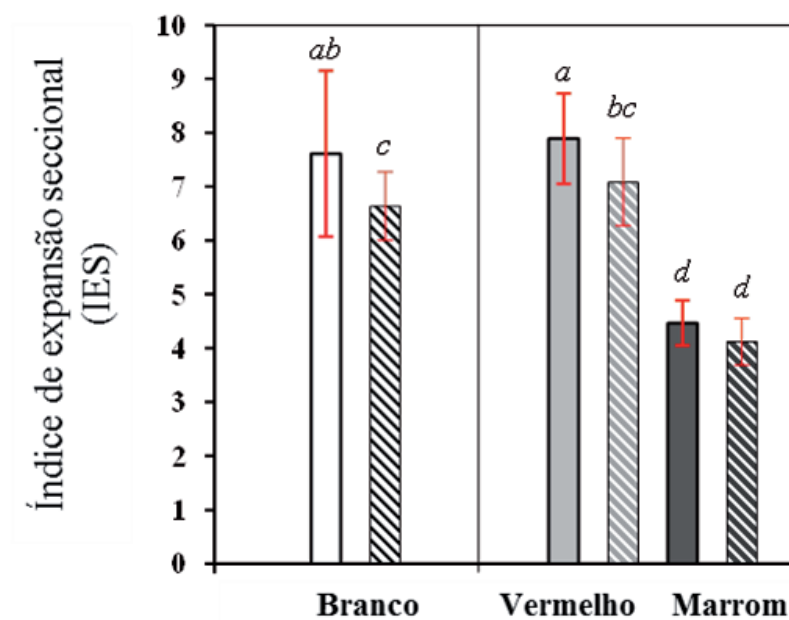 Índice de expansão seccional
(IES)
10
9
8
7
6
5
4
3
2
1
0
ab
c
a
bc
d
d
Branco
Vermelho
Marrom